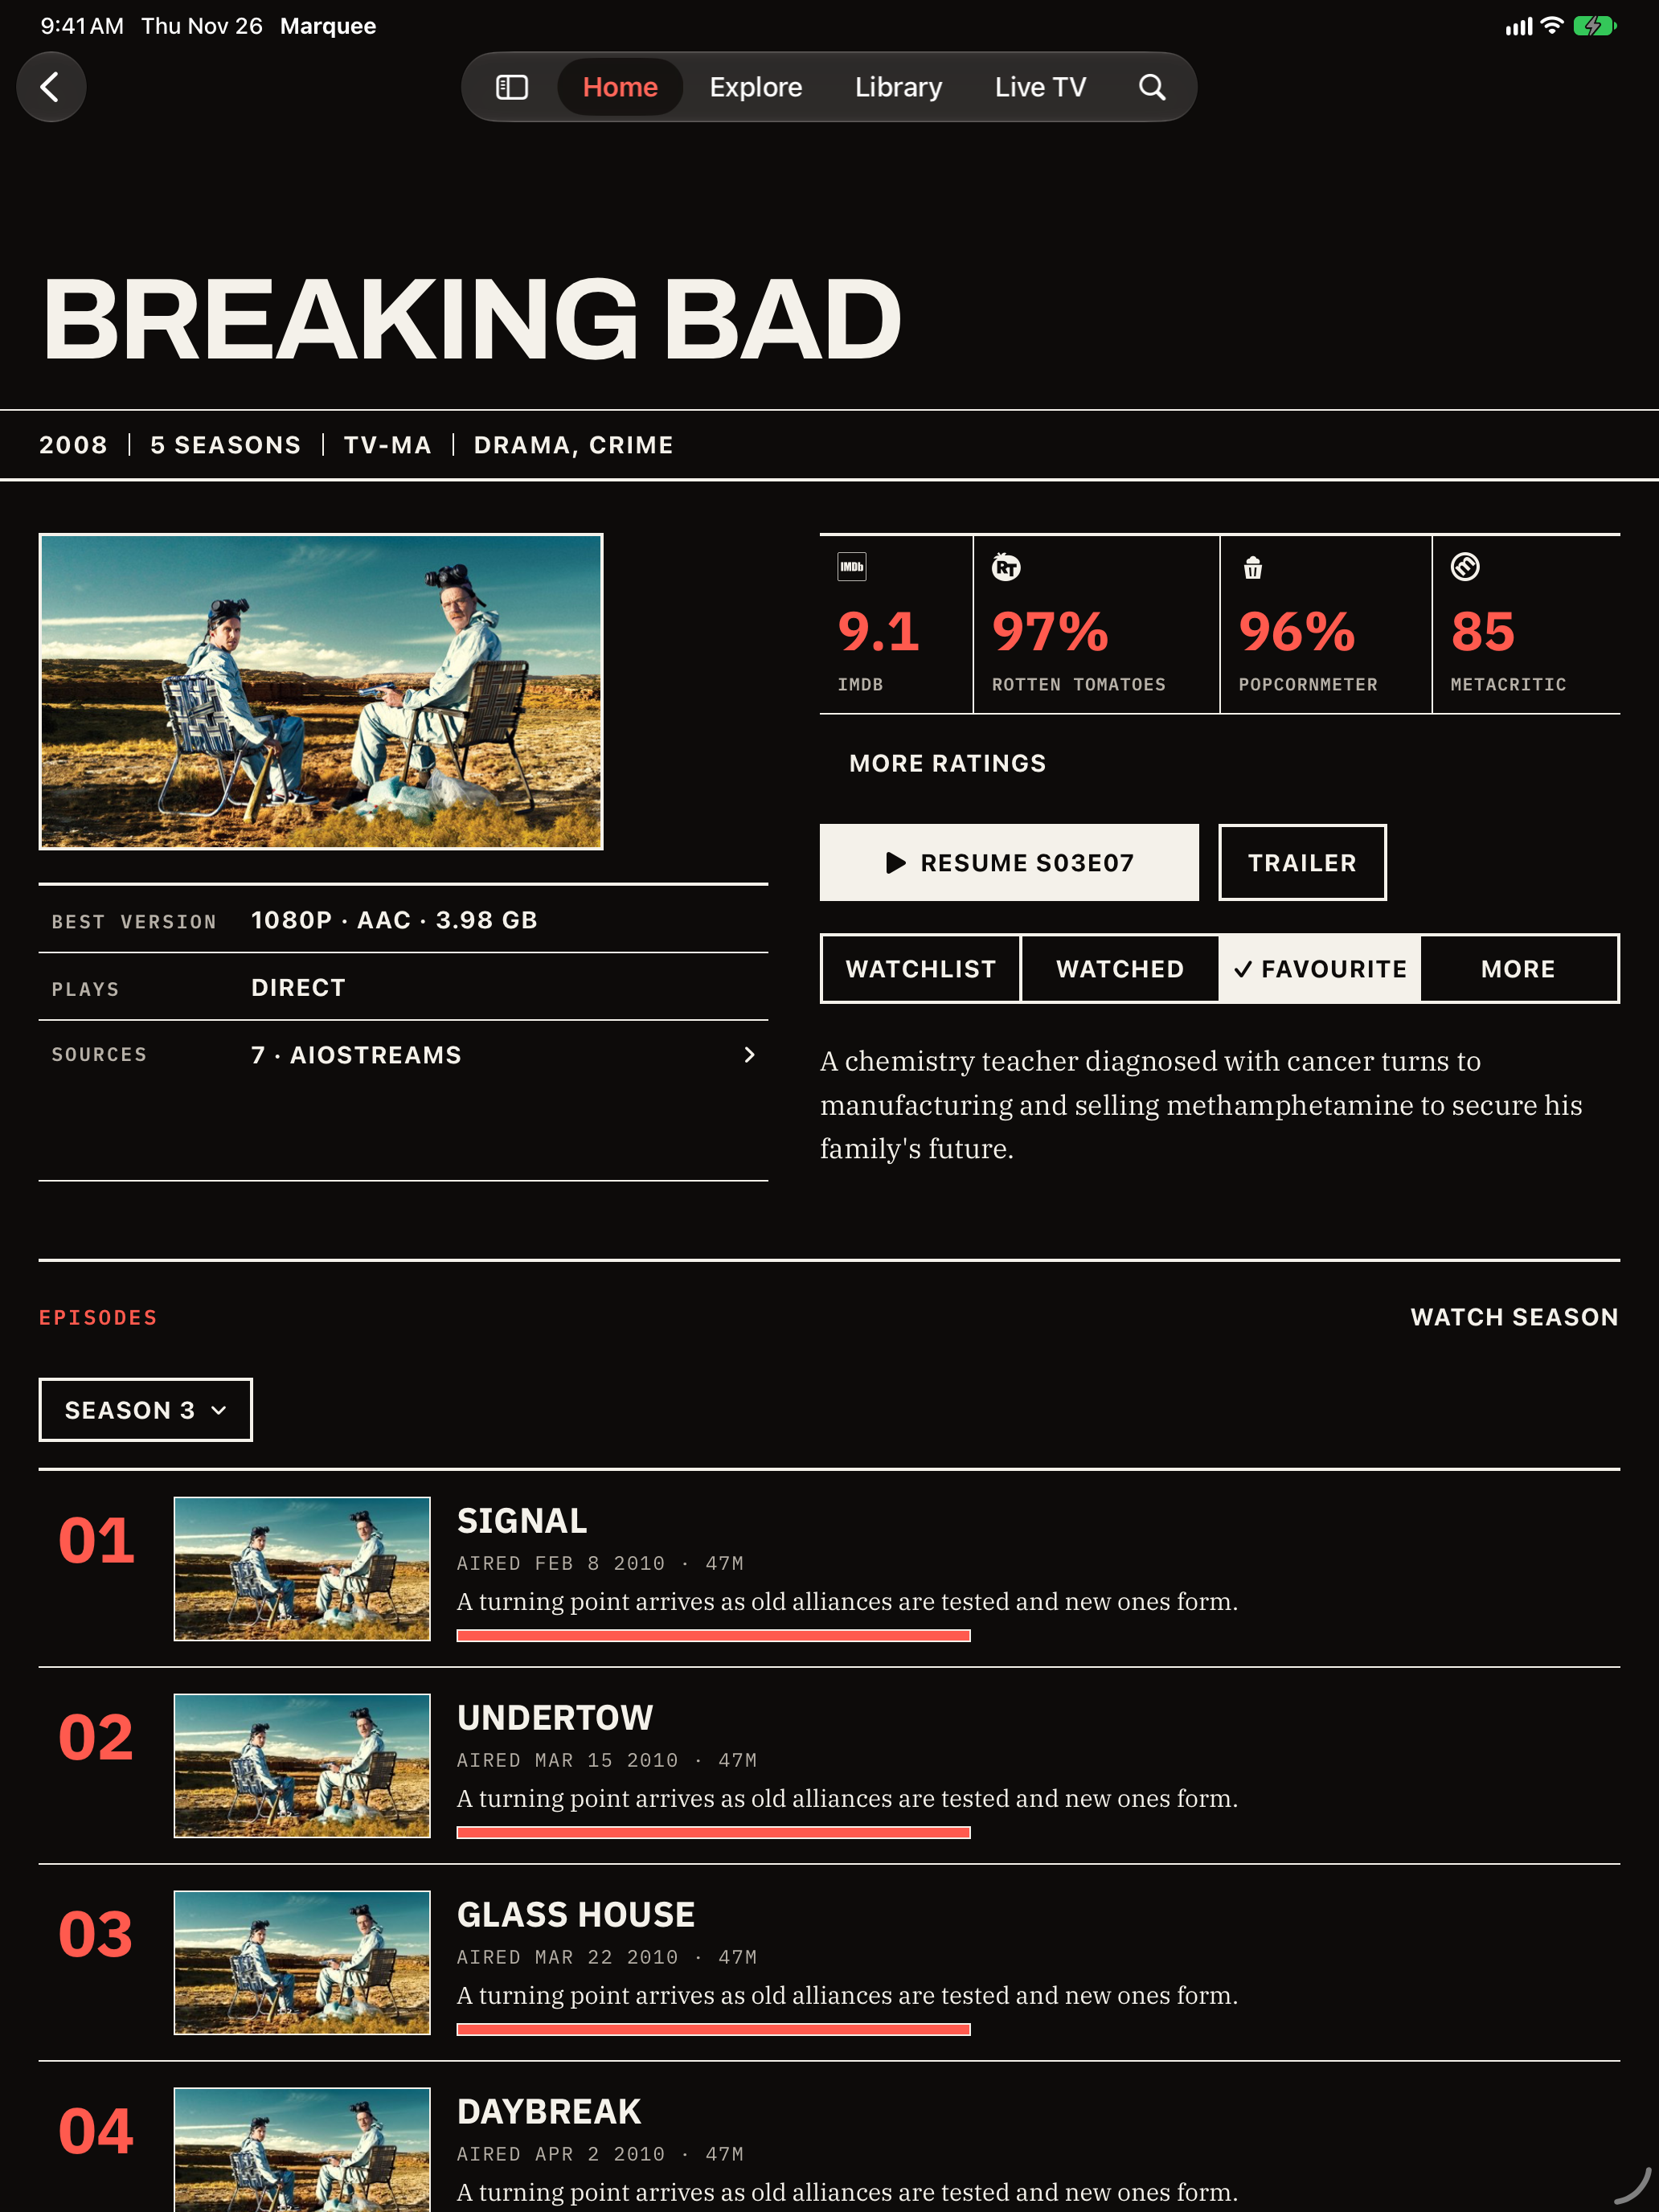 9:41 AM Thu Nov 26 Marquee
Home Explore Library Live TV
BREAKING BAD
2008 5 SEASONS TV-MA DRAMA, CRIME
IMDb RT
9.1 97% 96% 85
IMDB ROTTEN TOMATOES POPCORNMETER METACRITIC
MORE RATINGS
RESUME S03E07 TRAILER
BEST VERSION 1080P · AAC · 3.98 GB
PLAYS DIRECT
SOURCES 7 · AIOSTREAMS
WATCHLIST WATCHED ✓ FAVOURITE MORE
A chemistry teacher diagnosed with cancer turns to
manufacturing and selling methamphetamine to secure his
family's future.
EPISODES WATCH SEASON
SEASON 3
01 SIGNAL
AIRED FEB 8 2010 · 47M
A turning point arrives as old alliances are tested and new ones form.
02 UNDERTOW
AIRED MAR 15 2010 · 47M
A turning point arrives as old alliances are tested and new ones form.
03 GLASS HOUSE
AIRED MAR 22 2010 · 47M
A turning point arrives as old alliances are tested and new ones form.
04 DAYBREAK
AIRED APR 2 2010 · 47M
A turning point arrives as old alliances are tested and new ones form.